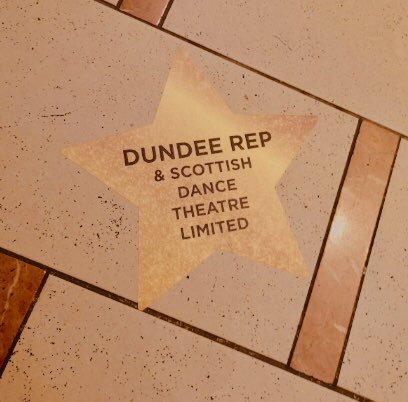 DUNDEE REP
& SCOTTISH
DANCE
THEATRE
LIMITED